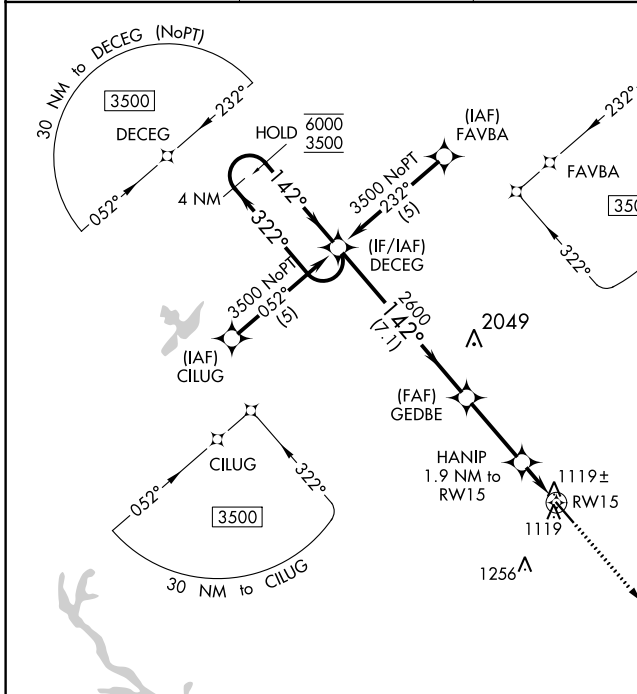 30 NM to DECEG (NoPT)
3500
DECEG
232°
052°
HOLD
6000
3500
4 NM
142°
322°
(IAF)
FAVBA
3500 NoPT
232°
(5)
(IF/IAF)
DECEG
232°
FAVBA
322°
3500 NoPT
052°
(5)
(IAF)
CILUG
2600
142°
(7.1)
2049
(FAF)
GEDBE
HANIP
1.9 NM to
RW15
1119±
RW15
1119
1256
CILUG
052°
322°
3500
30 NM to CILUG